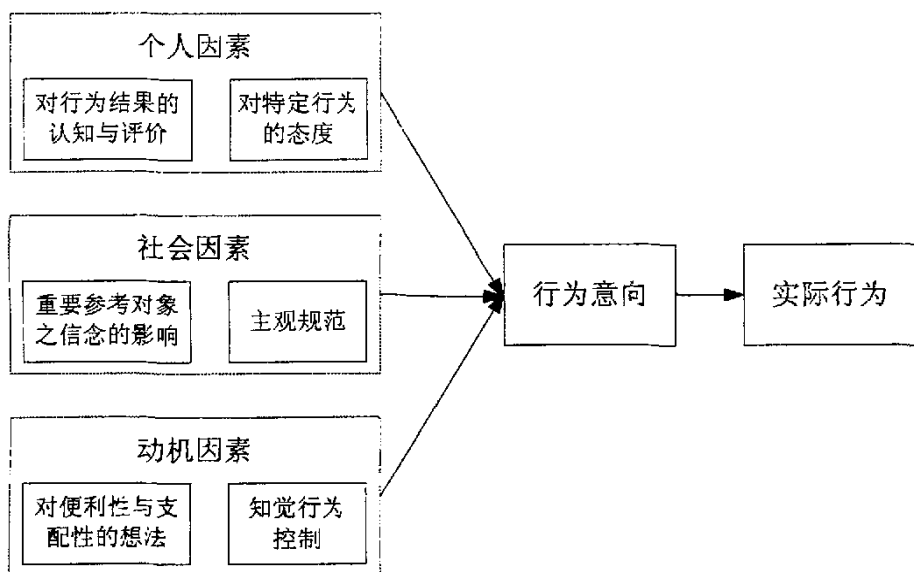 个人因素
对行为结果的
认知与评价
对特定行为
的态度
社会因素
重要参考对象
之信念的影响
主观规范
行为意向
实际行为
动机因素
对便利性与支
配性的想法
知觉行为
控制